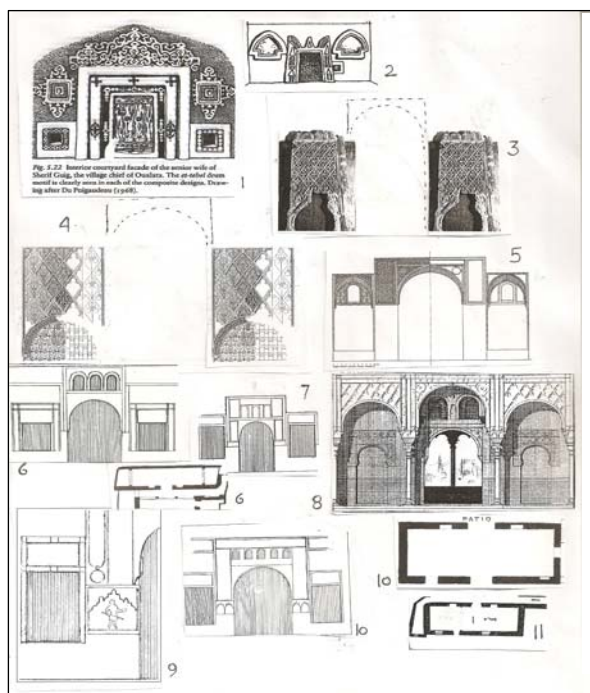 Fig. 5.22 Interior courtyard facade of the senior wife of
Sherif Guig, the village chief of Oualata. The et-tebel drum
motif is clearly seen in each of the composite designs. Draw-
ing after Du Puigaudeau (1968).
1
2
3
4
5
6
7
6
8
9
10
PATIO
10
11